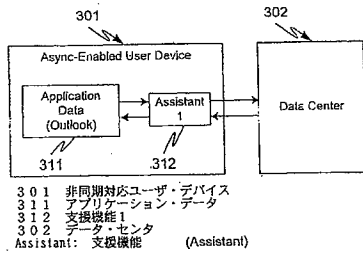 301
302
Async-Enabled User Device
Application
Data
(Outlook)
Assistant
1
Data Center
311
312
301 非同期対応ユーザ・デバイス
311 アプリケーション・データ
312 支援機能1
302 データ・センタ
Assistant: 支援機能 (Assistant)